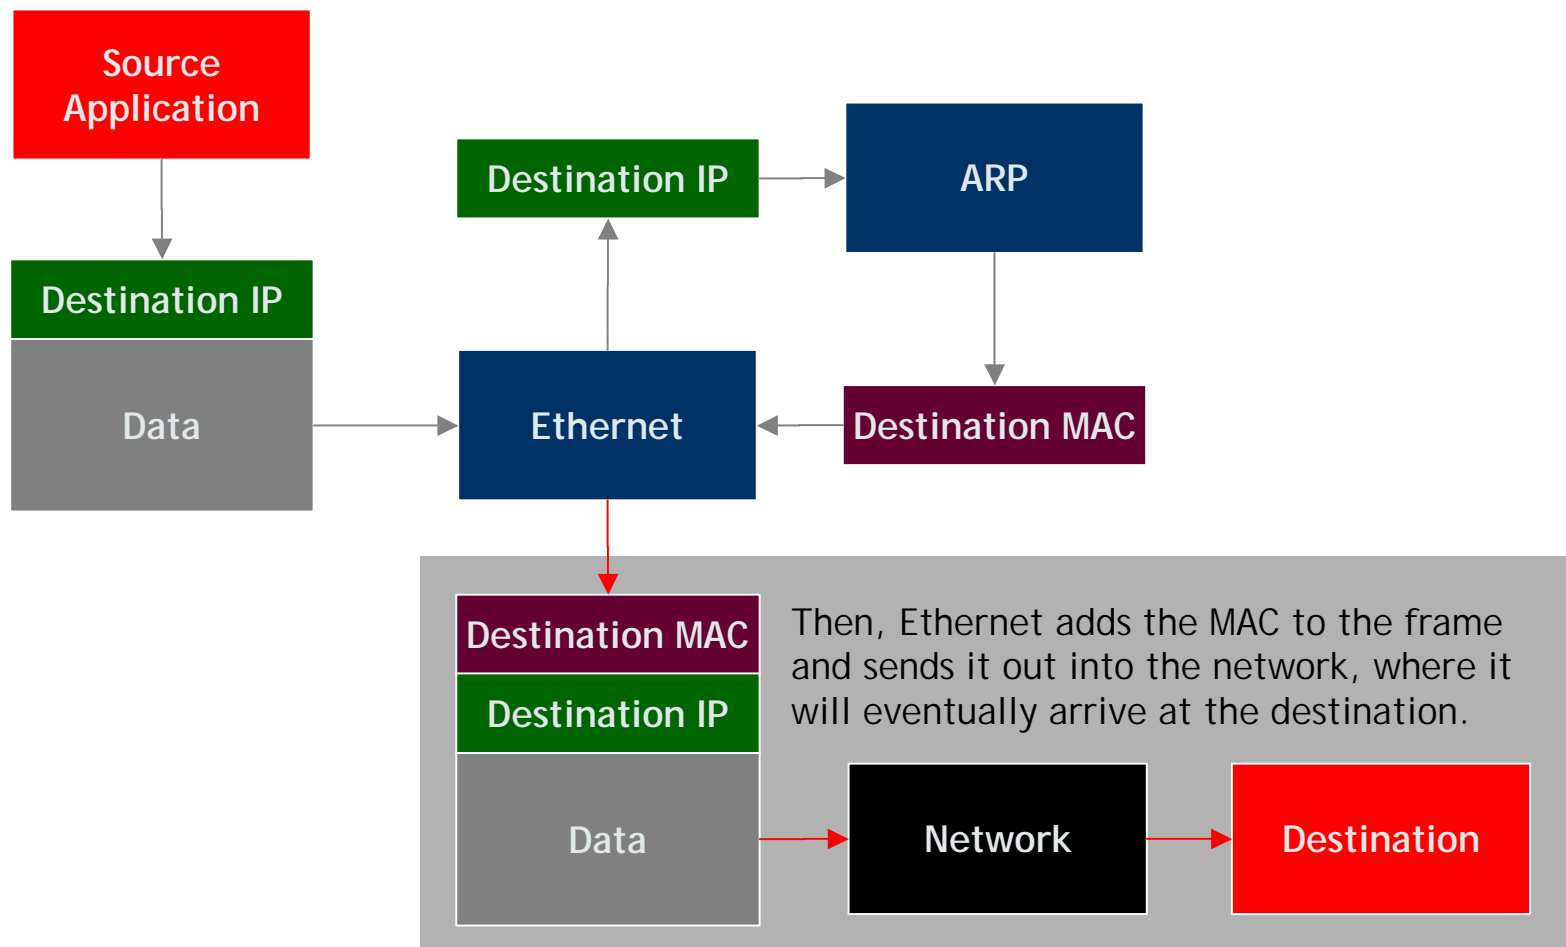 Source
Application
Destination IP
ARP
Destination IP
Data
Ethernet
Destination MAC
Destination MAC
Destination IP
Data
Then, Ethernet adds the MAC to the frame
and sends it out into the network, where it
will eventually arrive at the destination.
Network
Destination